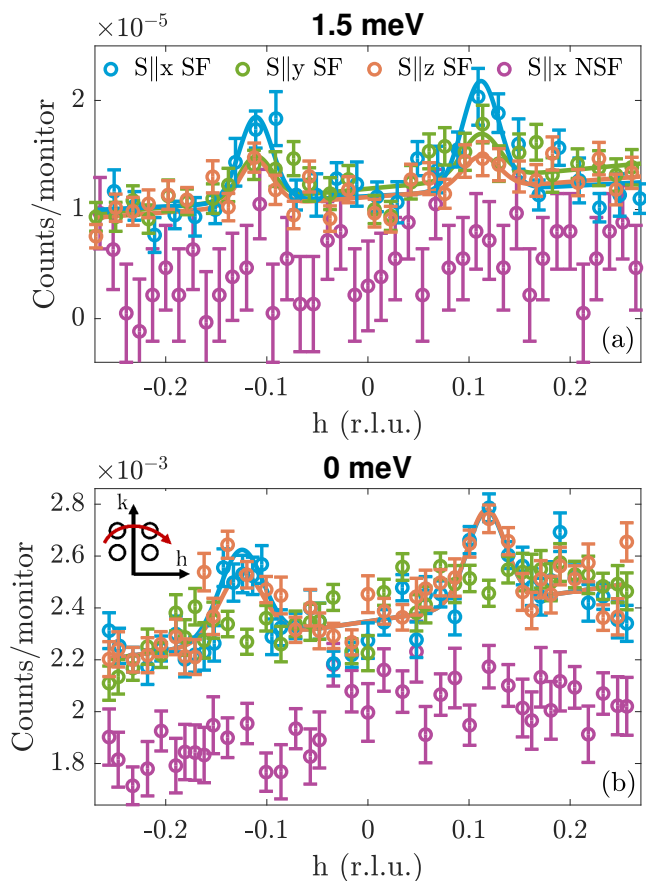 1.5 meV
×10⁻⁵
S||x SF S||y SF S||z SF S||x NSF
2
1
0
Counts/monitor
(a)
-0.2 -0.1 0 0.1 0.2
h (r.l.u.)
0 meV
×10⁻³
2.8
2.6
2.4
2.2
2
1.8
Counts/monitor
k
h
(b)
-0.2 -0.1 0 0.1 0.2
h (r.l.u.)